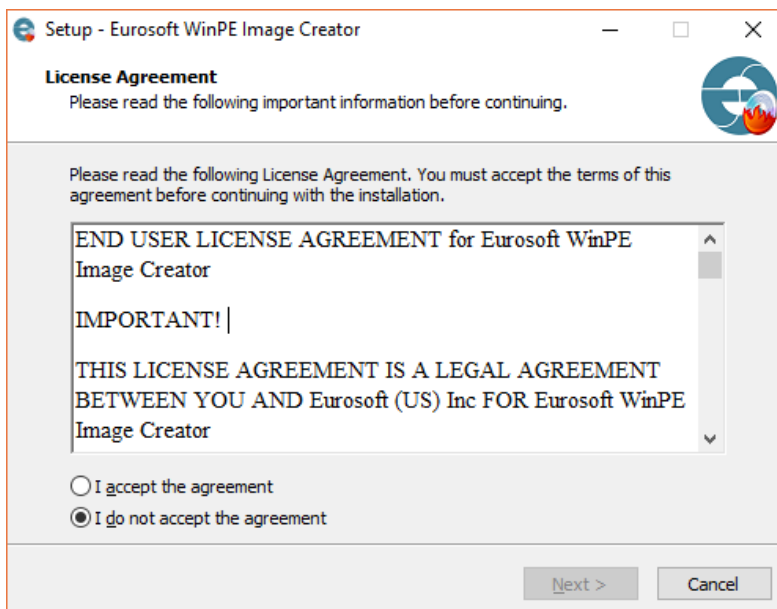 Setup - Eurosoft WinPE Image Creator
License Agreement
Please read the following important information before continuing.
Please read the following License Agreement. You must accept the terms of this
agreement before continuing with the installation.
END USER LICENSE AGREEMENT for Eurosoft WinPE
Image Creator
IMPORTANT!
THIS LICENSE AGREEMENT IS A LEGAL AGREEMENT
BETWEEN YOU AND Eurosoft (US) Inc FOR Eurosoft WinPE
Image Creator
I accept the agreement
I do not accept the agreement
Next >
Cancel